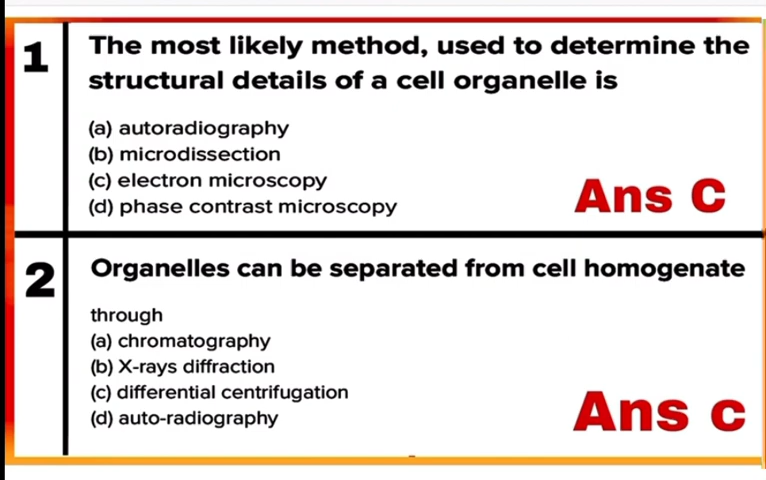 1
The most likely method, used to determine the
structural details of a cell organelle is
(a) autoradiography
(b) microdissection
(c) electron microscopy
(d) phase contrast microscopy
Ans C
2
Organelles can be separated from cell homogenate
through
(a) chromatography
(b) X-rays diffraction
(c) differential centrifugation
(d) auto-radiography
Ans c